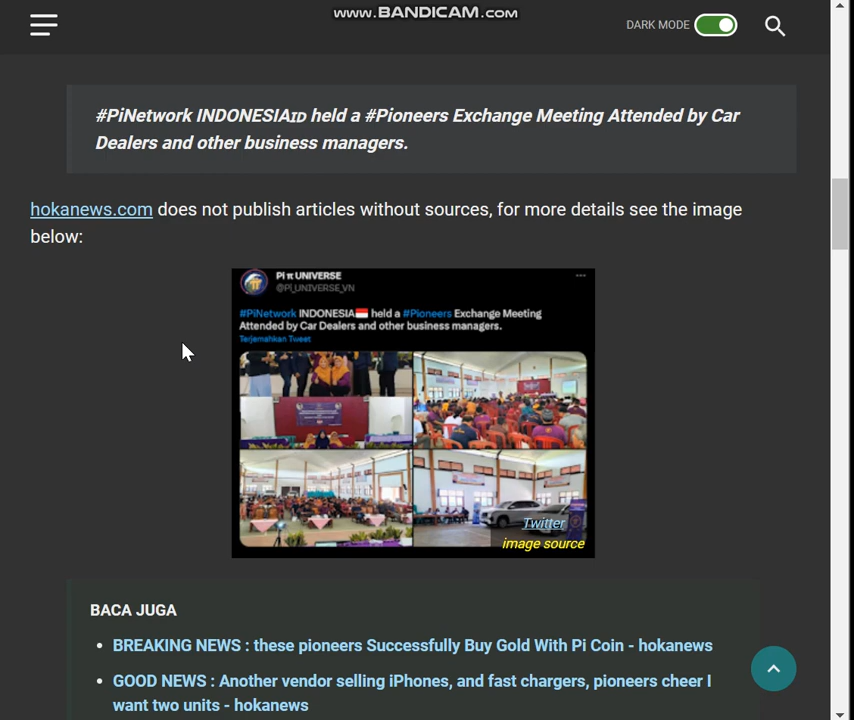 www.BANDICAM.com
DARK MODE
#PiNetwork INDONESIAɪᴅ held a #Pioneers Exchange Meeting Attended by Car
Dealers and other business managers.
hokanews.com does not publish articles without sources, for more details see the image
below:
Pi π UNIVERSE
@PI_UNIVERSE_VN
#PiNetwork INDONESIA🇮🇩 held a #Pioneers Exchange Meeting
Attended by Car Dealers and other business managers.
Terjemahkan Tweet
Twitter
image source
BACA JUGA
• BREAKING NEWS : these pioneers Successfully Buy Gold With Pi Coin - hokanews
• GOOD NEWS : Another vendor selling iPhones, and fast chargers, pioneers cheer I
want two units - hokanews